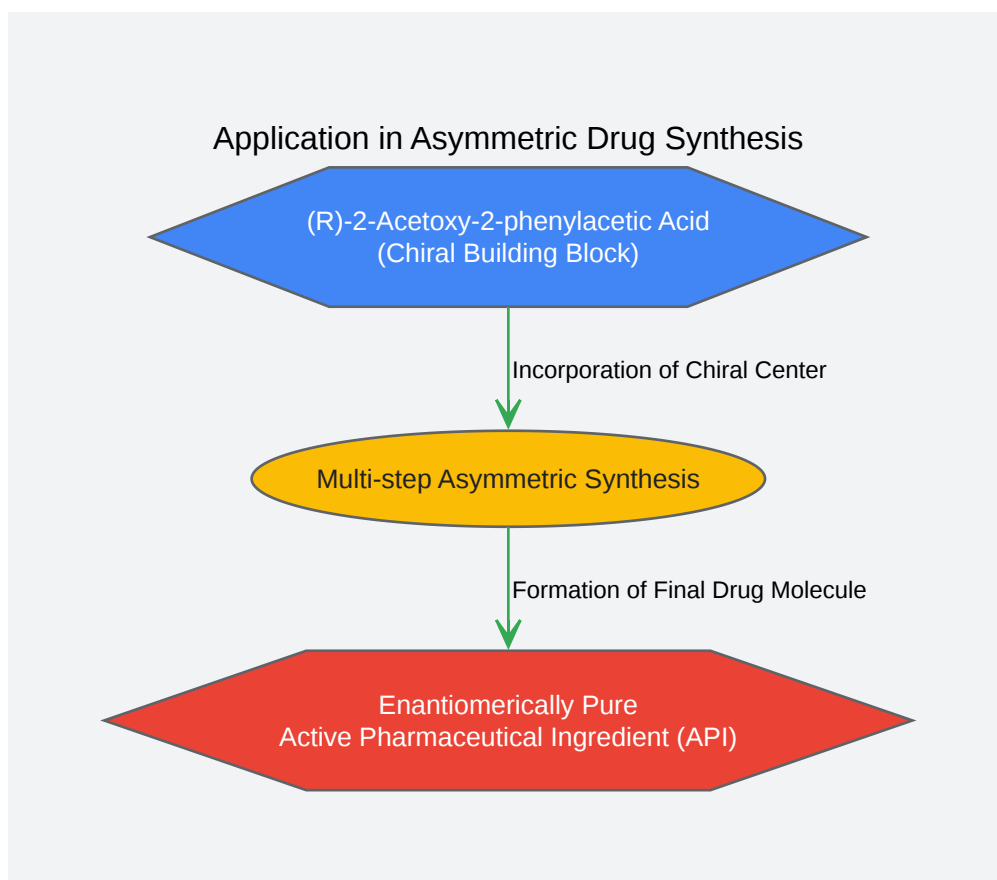 Application in Asymmetric Drug Synthesis
(R)-2-Acetoxy-2-phenylacetic Acid
(Chiral Building Block)
Incorporation of Chiral Center
Multi-step Asymmetric Synthesis
Formation of Final Drug Molecule
Enantiomerically Pure
Active Pharmaceutical Ingredient (API)